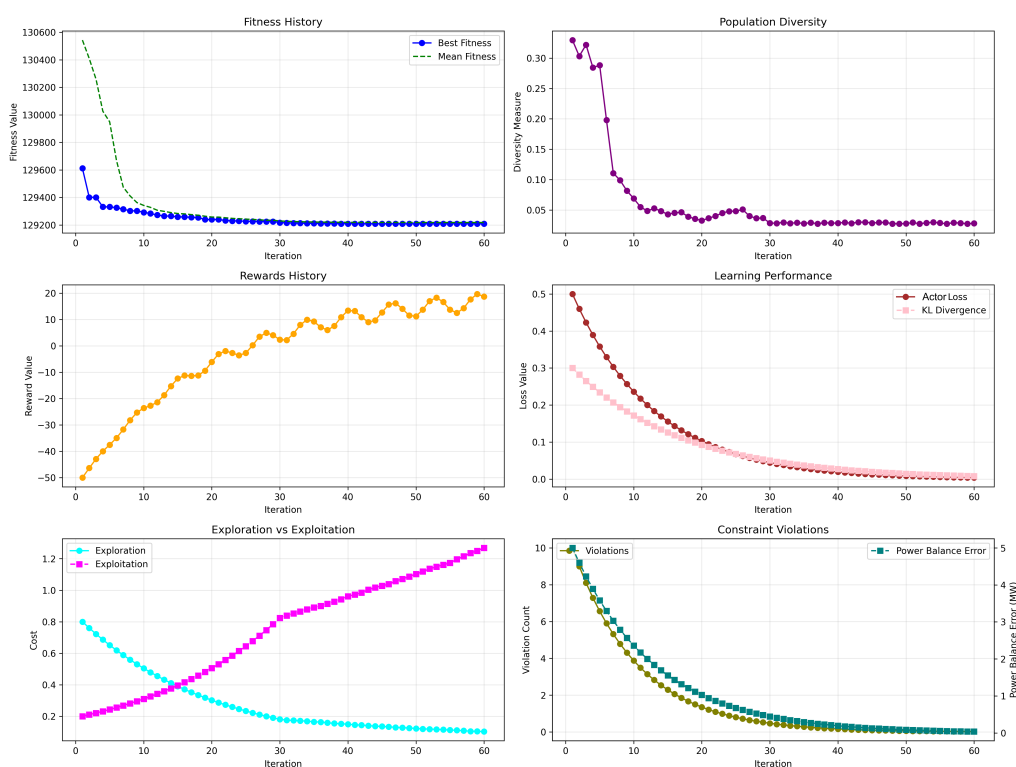 Fitness History
130600
130400
130200
130000
129800
129600
129400
129200
Fitness Value
Best Fitness
Mean Fitness
0 10 20 30 40 50 60
Iteration
Population Diversity
0.30
0.25
0.20
0.15
0.10
0.05
Diversity Measure
0 10 20 30 40 50 60
Iteration
Rewards History
20
10
0
−10
−20
−30
−40
−50
Reward Value
0 10 20 30 40 50 60
Iteration
Learning Performance
0.5
0.4
0.3
0.2
0.1
0.0
Loss Value
Actor Loss
KL Divergence
0 10 20 30 40 50 60
Iteration
Exploration vs Exploitation
1.2
1.0
0.8
0.6
0.4
0.2
Cost
Exploration
Exploitation
0 10 20 30 40 50 60
Iteration
Constraint Violations
10
8
6
4
2
0
Violation Count
Violations
Power Balance Error
5
4
3
2
1
0
Power Balance Error (MW)
0 10 20 30 40 50 60
Iteration